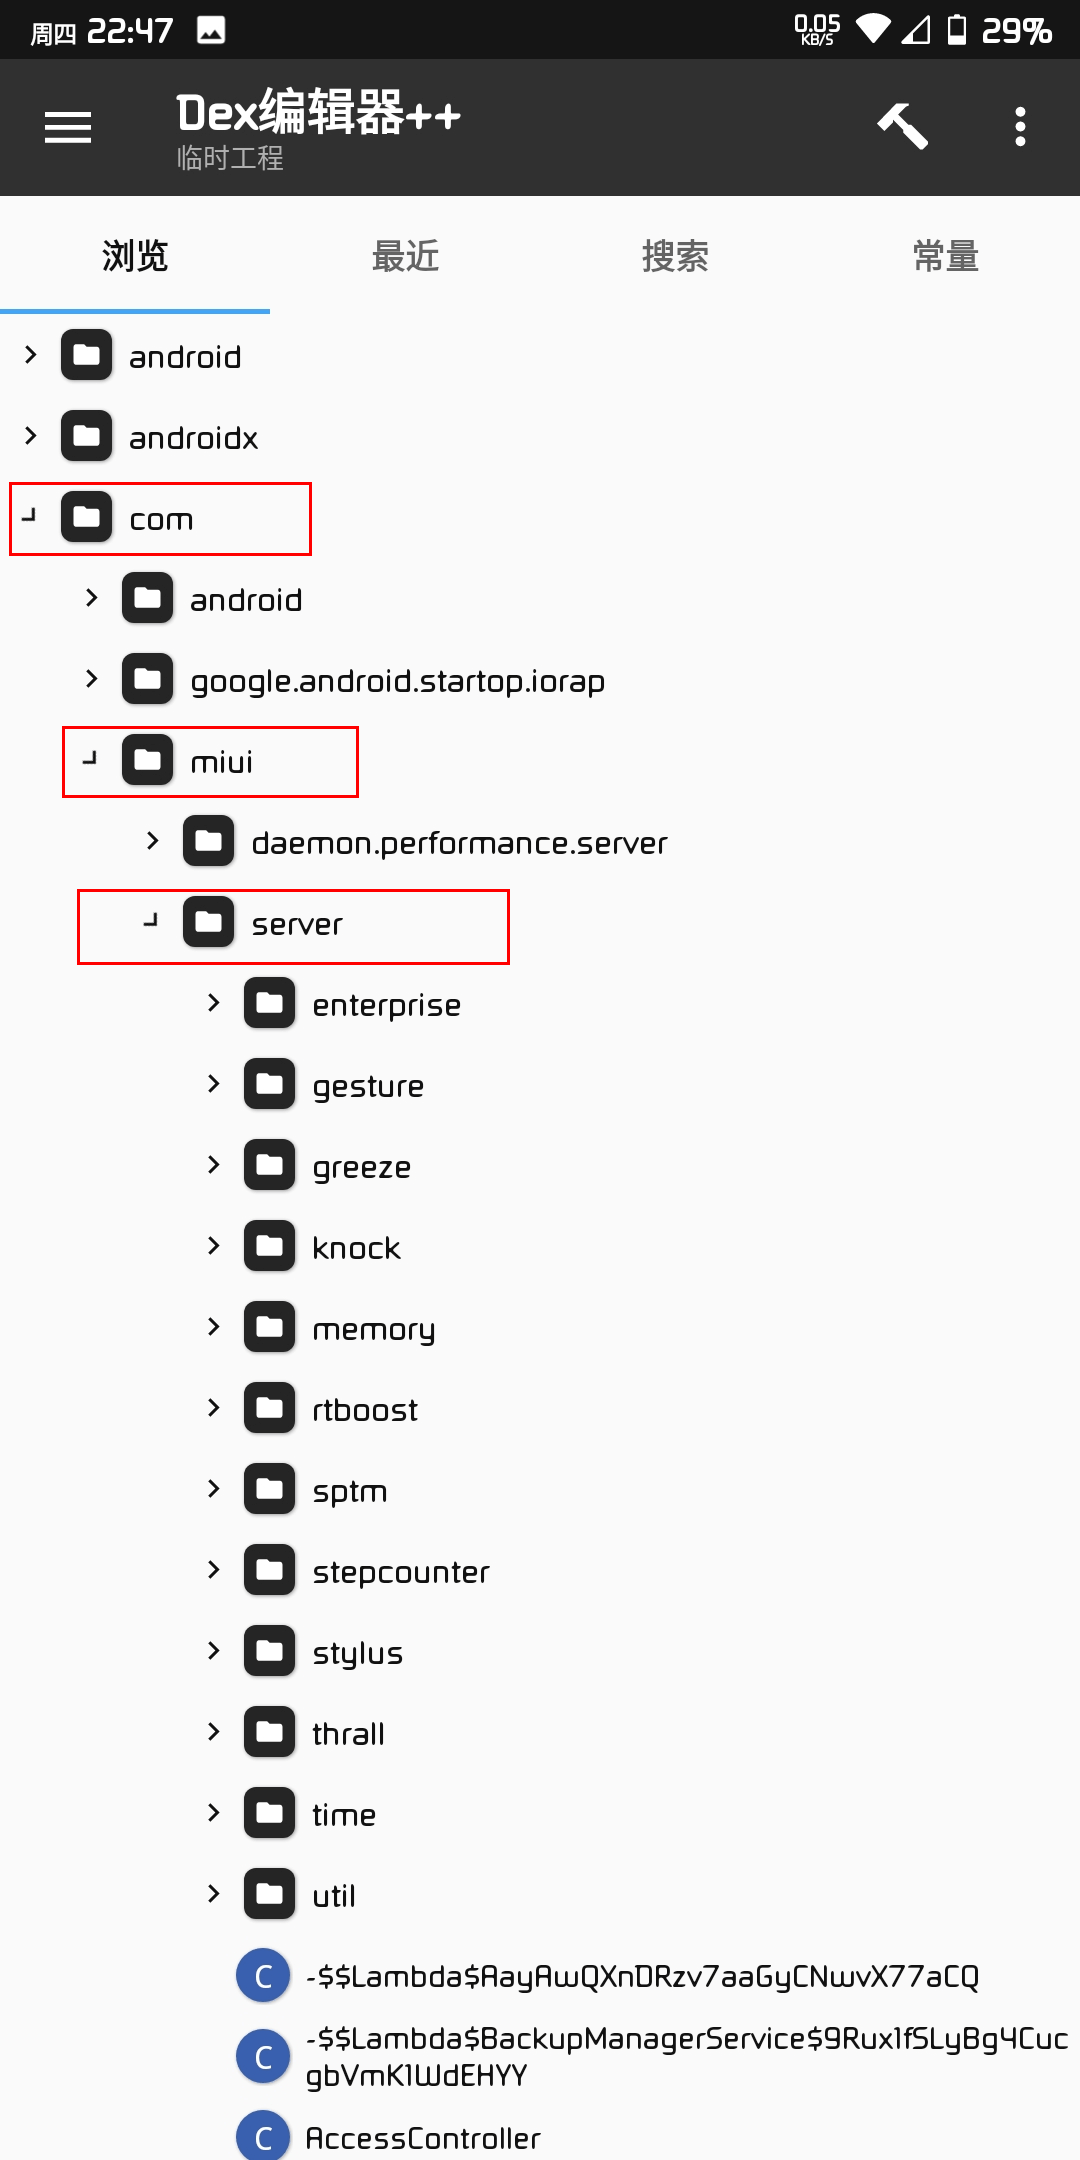 周四 22:47
0.05
KB/S
29%
Dex编辑器++
临时工程
浏览 最近 搜索 常量
android
androidx
com
android
google.android.startop.iorap
miui
daemon.performance.server
server
enterprise
gesture
greeze
knock
memory
rtboost
sptm
stepcounter
stylus
thrall
time
util
C -$$Lambda$AayAwQXnDRzv7aaGyCNwvX77aCQ
C -$$Lambda$BackupManagerService$9Rux1fSLyBg4Cuc
gbVmK1WdEHYY
C AccessController